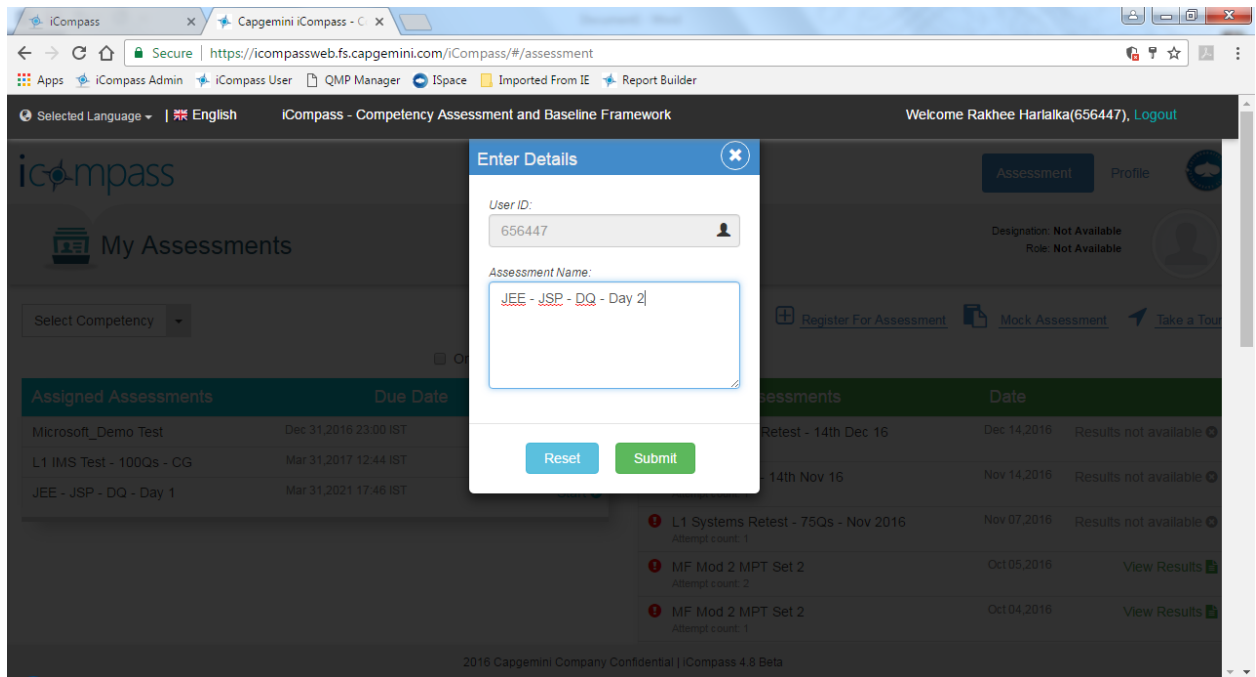 iCompass
Capgemini iCompass - C
Secure | https://icompassweb.fs.capgemini.com/iCompass/#/assessment
Apps iCompass Admin iCompass User QMP Manager ISpace Imported From IE Report Builder
Selected Language | English iCompass - Competency Assessment and Baseline Framework Welcome Rakhee Harlalka(656447), Logout
icompass Assessment Profile
My Assessments
Designation: Not Available
Role: Not Available
Enter Details
User ID:
656447
Assessment Name:
JEE - JSP - DQ - Day 2
Reset Submit
Select Competency Register For Assessment Mock Assessment Take a Tour
Assigned Assessments Due Date
Microsoft_Demo Test Dec 31,2016 23:00 IST
L1 IMS Test - 100Qs - CG Mar 31,2017 12:44 IST
JEE - JSP - DQ - Day 1 Mar 31,2021 17:46 IST
sessments Date
Retest - 14th Dec 16 Dec 14,2016 Results not available
- 14th Nov 16 Nov 14,2016 Results not available
L1 Systems Retest - 75Qs - Nov 2016 Nov 07,2016 Results not available
Attempt count: 1
MF Mod 2 MPT Set 2 Oct 05,2016 View Results
Attempt count: 2
MF Mod 2 MPT Set 2 Oct 04,2016 View Results
Attempt count: 1
2016 Capgemini Company Confidential | iCompass 4.8 Beta